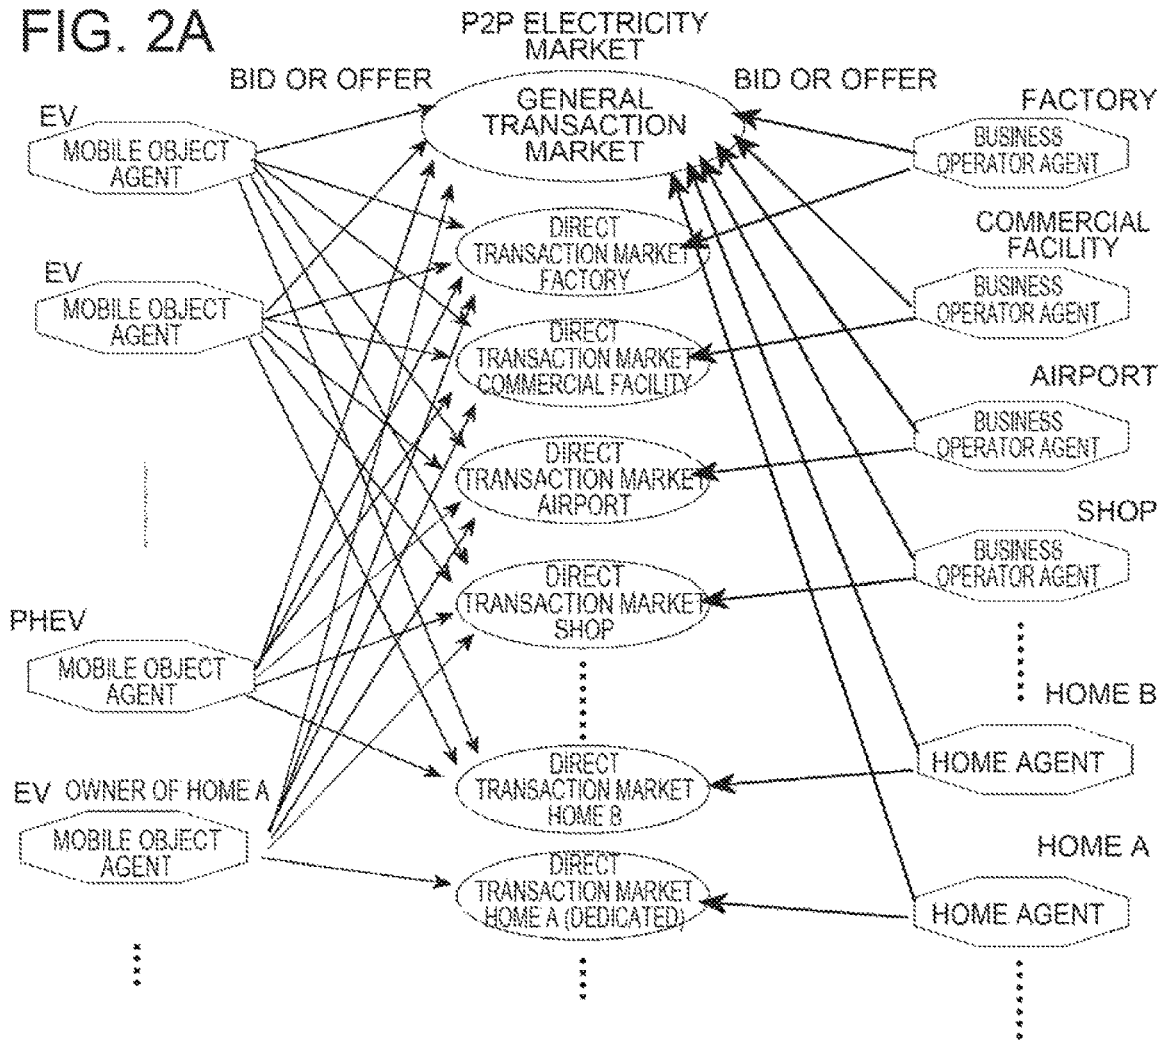 FIG. 2A
P2P ELECTRICITY
MARKET
BID OR OFFER
BID OR OFFER
GENERAL
TRANSACTION
MARKET
EV
MOBILE OBJECT
AGENT
FACTORY
BUSINESS
OPERATOR AGENT
DIRECT
TRANSACTION MARKET
FACTORY
COMMERCIAL
FACILITY
EV
MOBILE OBJECT
AGENT
BUSINESS
OPERATOR AGENT
DIRECT
TRANSACTION MARKET
COMMERCIAL FACILITY
AIRPORT
BUSINESS
OPERATOR AGENT
DIRECT
TRANSACTION MARKET
AIRPORT
SHOP
BUSINESS
OPERATOR AGENT
DIRECT
TRANSACTION MARKET
SHOP
PHEV
MOBILE OBJECT
AGENT
HOME B
HOME AGENT
DIRECT
TRANSACTION MARKET
HOME B
EV OWNER OF HOME A
MOBILE OBJECT
AGENT
HOME A
HOME AGENT
DIRECT
TRANSACTION MARKET
HOME A (DEDICATED)